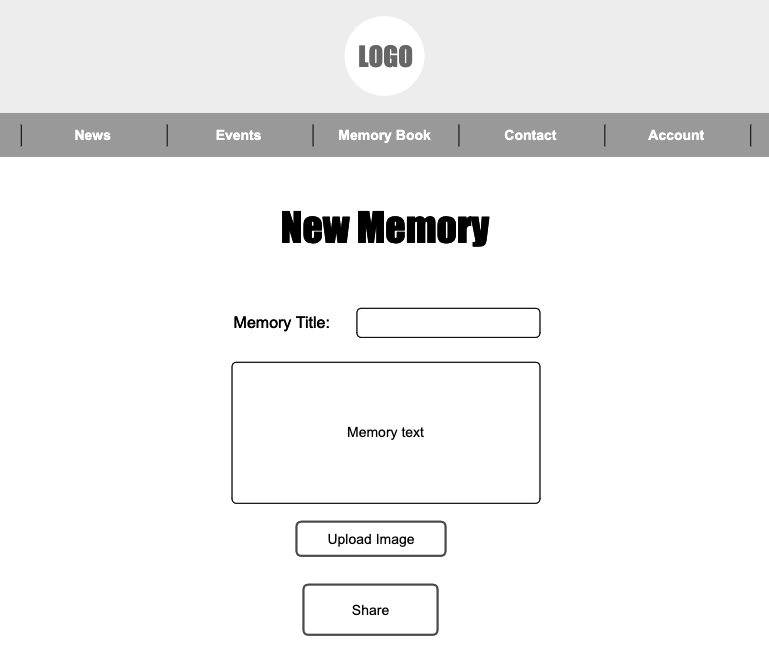 LOGO
News Events Memory Book Contact Account
New Memory
Memory Title:
Memory text
Upload Image
Share